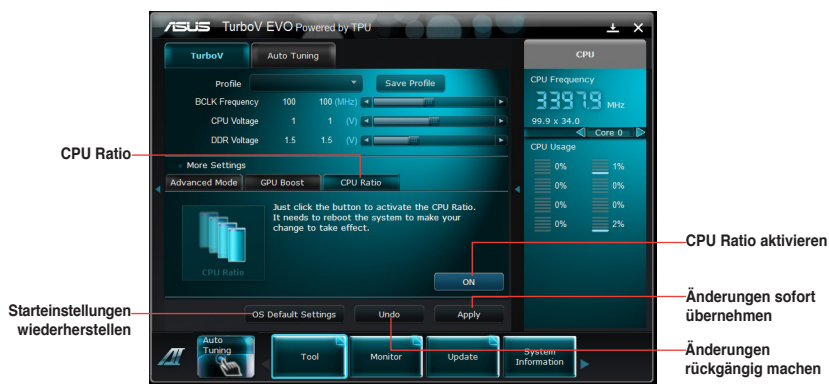 ASUS TurboV EVO Powered by TPU
TurboV
Auto Tuning
Profile
Save Profile
BCLK Frequency 100 100 (MHz)
CPU Voltage 1 1 (V)
DDR Voltage 1.5 1.5 (V)
More Settings
Advanced Mode
GPU Boost
CPU Ratio
Just click the button to activate the CPU Ratio.
It needs to reboot the system to make your
change to take effect.
CPU Ratio
ON
OS Default Settings
Undo
Apply
Auto
Tuning
Tool
Monitor
Update
System
Information
CPU
CPU Frequency
3397.9 MHz
99.9 x 34.0
Core 0
CPU Usage
0% 1%
0% 0%
0% 0%
0% 2%
CPU Ratio
Starteinstellungen
wiederherstellen
CPU Ratio aktivieren
Änderungen sofort
übernehmen
Änderungen
rückgängig machen